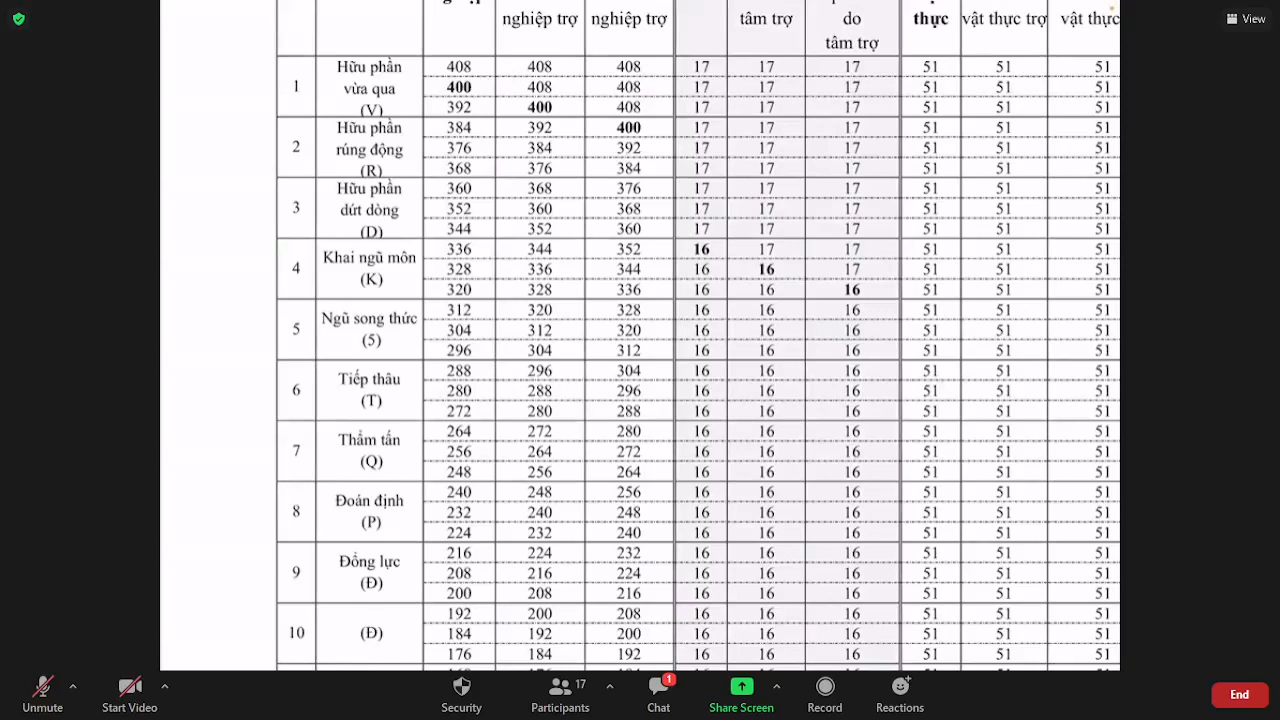 View
nghiệp trợ nghiệp trợ tâm trợ do tâm trợ thực vật thực trợ vật thực
1 Hữu phần vừa qua (V)
408 408 408 17 17 17 51 51 51
400 408 408 17 17 17 51 51 51
392 400 408 17 17 17 51 51 51
2 Hữu phần rúng động (R)
384 392 400 17 17 17 51 51 51
376 384 392 17 17 17 51 51 51
368 376 384 17 17 17 51 51 51
3 Hữu phần dứt dòng (D)
360 368 376 17 17 17 51 51 51
352 360 368 17 17 17 51 51 51
344 352 360 17 17 17 51 51 51
4 Khai ngũ môn (K)
336 344 352 16 17 17 51 51 51
328 336 344 16 16 17 51 51 51
320 328 336 16 16 16 51 51 51
5 Ngũ song thức (5)
312 320 328 16 16 16 51 51 51
304 312 320 16 16 16 51 51 51
296 304 312 16 16 16 51 51 51
6 Tiếp thâu (T)
288 296 304 16 16 16 51 51 51
280 288 296 16 16 16 51 51 51
272 280 288 16 16 16 51 51 51
7 Thẩm tấn (Q)
264 272 280 16 16 16 51 51 51
256 264 272 16 16 16 51 51 51
248 256 264 16 16 16 51 51 51
8 Đoán định (P)
240 248 256 16 16 16 51 51 51
232 240 248 16 16 16 51 51 51
224 232 240 16 16 16 51 51 51
9 Đổng lực (Đ)
216 224 232 16 16 16 51 51 51
208 216 224 16 16 16 51 51 51
200 208 216 16 16 16 51 51 51
10 (Đ)
192 200 208 16 16 16 51 51 51
184 192 200 16 16 16 51 51 51
176 184 192 16 16 16 51 51 51
17 1
Unmute Start Video Security Participants Chat Share Screen Record Reactions End